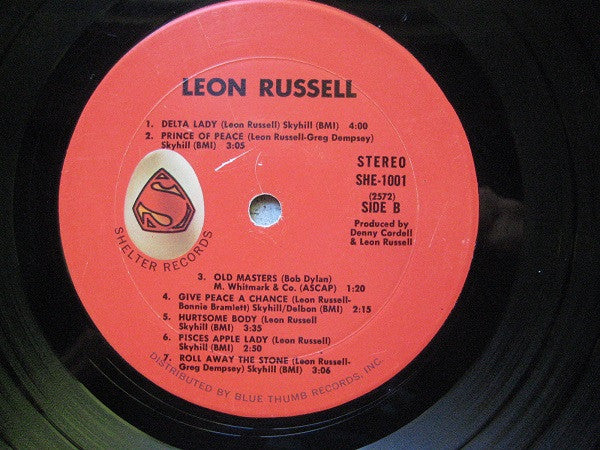 LEON RUSSELL
1. DELTA LADY (Leon Russell) Skyhill (BMI) 4:00
2. PRINCE OF PEACE (Leon Russell-Greg Dempsey)
Skyhill (BMI) 3:05
STEREO
SHE-1001
(2572)
SIDE B
Produced by
Denny Cordell
& Leon Russell
S
SHELTER RECORDS
3. OLD MASTERS (Bob Dylan)
M. Whitmark & Co. (ASCAP) 1:20
4. GIVE PEACE A CHANCE (Leon Russell-
Bonnie Bramlett) Skyhill/Delbon (BMI) 2:15
5. HURTSOME BODY (Leon Russell
Skyhill (BMI) 3:35
6. PISCES APPLE LADY (Leon Russell)
Skyhill (BMI) 2:50
7. ROLL AWAY THE STONE (Leon Russell-
Greg Dempsey) Skyhill (BMI) 3:06
DISTRIBUTED BY BLUE THUMB RECORDS, INC.